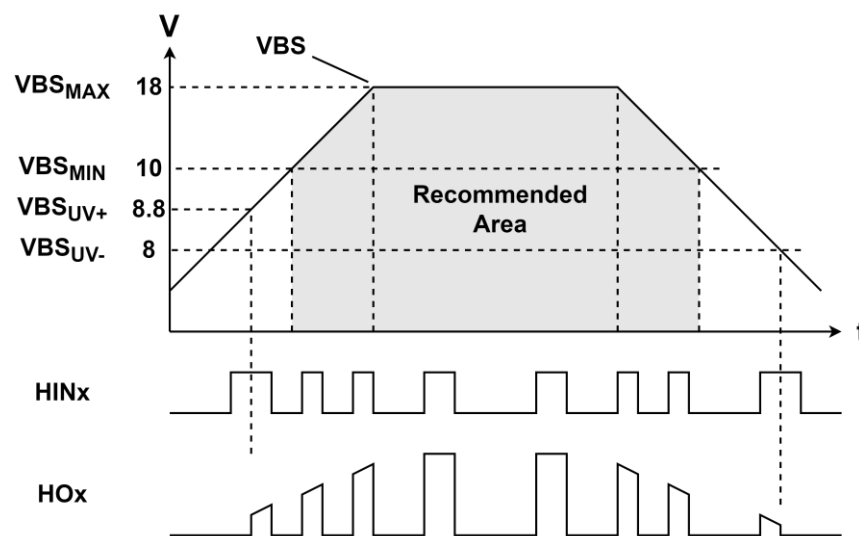 V
VBS
VBSMAX 18
VBSMIN 10
VBSUV+ 8.8
Recommended
Area
VBSUV- 8
t
HINx
HOx